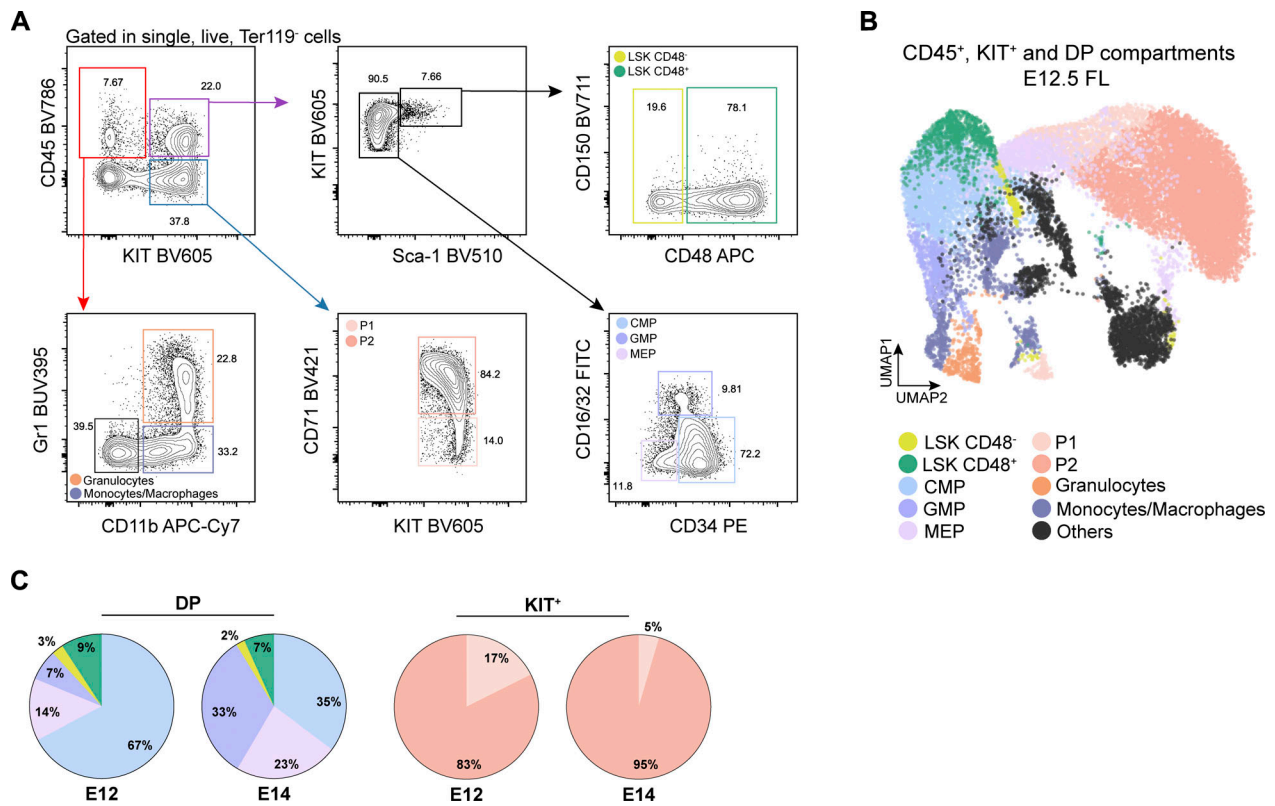 A
Gated in single, live, Ter119- cells
CD45 BV786
7.67
22.0
37.8
KIT BV605
KIT BV605
90.5
7.66
Sca-1 BV510
LSK CD48-
LSK CD48+
CD150 BV711
19.6
78.1
CD48 APC
Gr1 BUV395
22.8
39.5
33.2
Granulocytes
Monocytes/Macrophages
CD11b APC-Cy7
P1
P2
CD71 BV421
84.2
14.0
KIT BV605
CMP
GMP
MEP
CD16/32 FITC
9.81
72.2
11.8
CD34 PE
B
CD45+, KIT+ and DP compartments
E12.5 FL
UMAP1
UMAP2
LSK CD48-
LSK CD48+
CMP
GMP
MEP
P1
P2
Granulocytes
Monocytes/Macrophages
Others
C
DP
3%
9%
7%
14%
67%
E12
2%
7%
33%
35%
23%
E14
KIT+
17%
83%
E12
5%
95%
E14